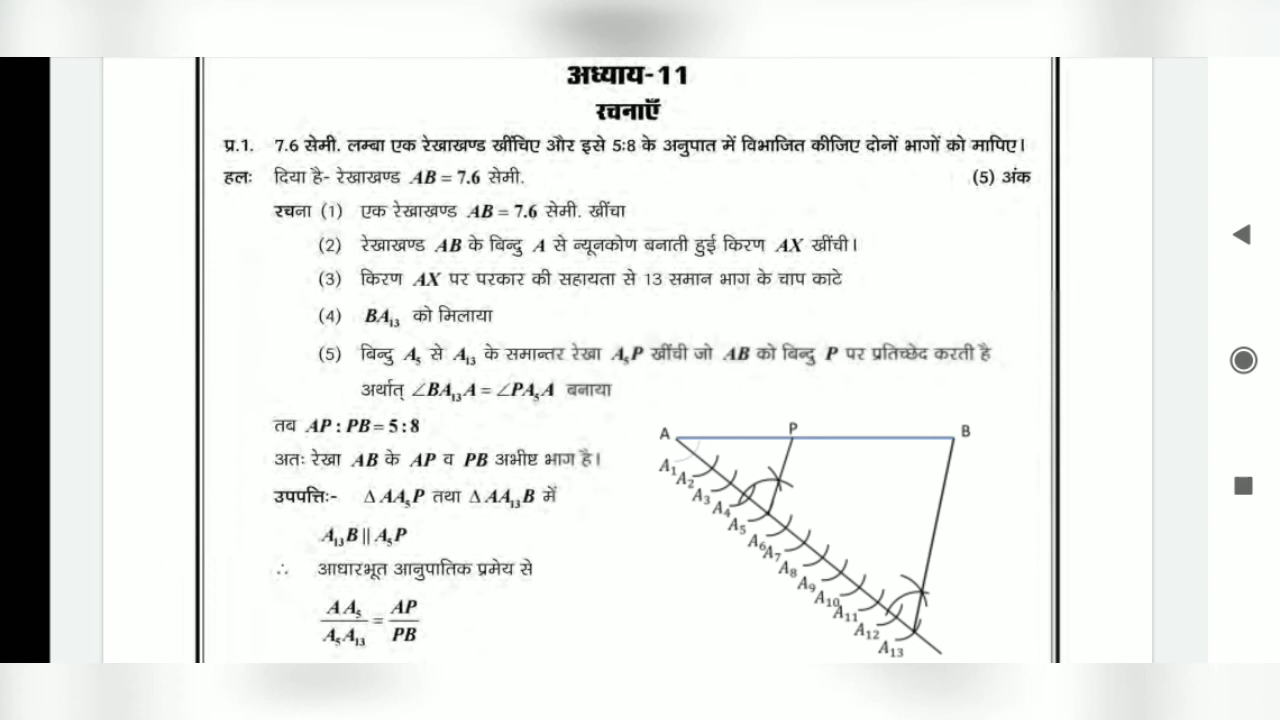 अध्याय-11
रचनाएँ
प्र.1. 7.6 सेमी. लम्बा एक रेखाखण्ड खींचिए और इसे 5:8 के अनुपात में विभाजित कीजिए दोनों भागों को मापिए।
हलः दिया है- रेखाखण्ड AB = 7.6 सेमी. (5) अंक
रचना (1) एक रेखाखण्ड AB = 7.6 सेमी. खींचा
(2) रेखाखण्ड AB के बिन्दु A से न्यूनकोण बनाती हुई किरण AX खींची।
(3) किरण AX पर परकार की सहायता से 13 समान भाग के चाप काटे
(4) BA₁₃ को मिलाया
(5) बिन्दु A₅ से A₁₃ के समान्तर रेखा A₅P खींची जो AB को बिन्दु P पर प्रतिच्छेद करती है
अर्थात् ∠BA₁₃A = ∠PA₅A बनाया
तब AP : PB = 5 : 8
अतः रेखा AB के AP व PB अभीष्ट भाग है।
उपपत्तिः- Δ AA₅P तथा Δ AA₁₃B में
A₁₃B || A₅P
∴ आधारभूत आनुपातिक प्रमेय से
AA₅ / A₅A₁₃ = AP / PB
A P B
A₁
A₂
A₃
A₄
A₅
A₆
A₇
A₈
A₉
A₁₀
A₁₁
A₁₂
A₁₃